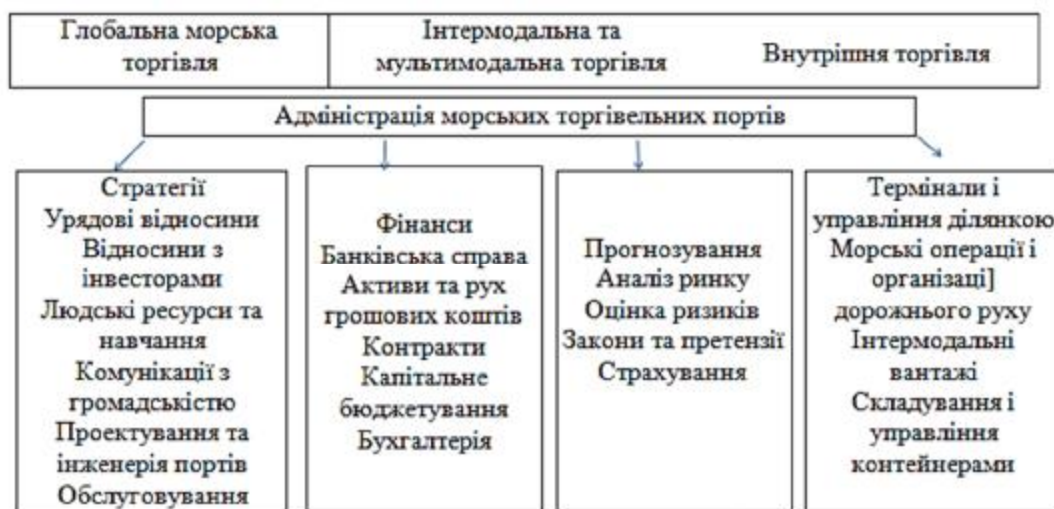 Глобальна морська
торгівля
Інтермодальна та
мультимодальна торгівля
Внутрішня торгівля
Адміністрація морських торгівельних портів
Стратегії
Урядові відносини
Відносини з
інвесторами
Людські ресурси та
навчання
Комунікації з
громадськістю
Проектування та
інженерія портів
Обслуговування
Фінанси
Банківська справа
Активи та рух
грошових коштів
Контракти
Капітальне
бюджетування
Бухгалтерія
Прогнозування
Аналіз ринку
Оцінка ризиків
Закони та претензії
Страхування
Термінали і
управління ділянкою
Морські операції і
організаці]
дорожнього руху
Інтермодальні
вантажі
Складування і
управління
контейнерами